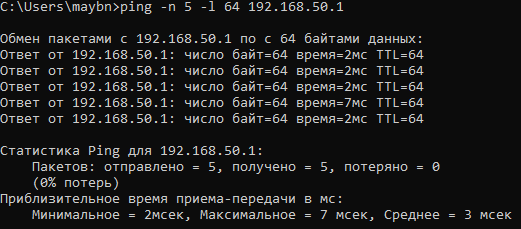 C:\Users\maybn>ping -n 5 -l 64 192.168.50.1
Обмен пакетами с 192.168.50.1 по с 64 байтами данных:
Ответ от 192.168.50.1: число байт=64 время=2мс TTL=64
Ответ от 192.168.50.1: число байт=64 время=2мс TTL=64
Ответ от 192.168.50.1: число байт=64 время=2мс TTL=64
Ответ от 192.168.50.1: число байт=64 время=7мс TTL=64
Ответ от 192.168.50.1: число байт=64 время=2мс TTL=64
Статистика Ping для 192.168.50.1:
Пакетов: отправлено = 5, получено = 5, потеряно = 0
(0% потерь)
Приблизительное время приема-передачи в мс:
Минимальное = 2мсек, Максимальное = 7 мсек, Среднее = 3 мсек